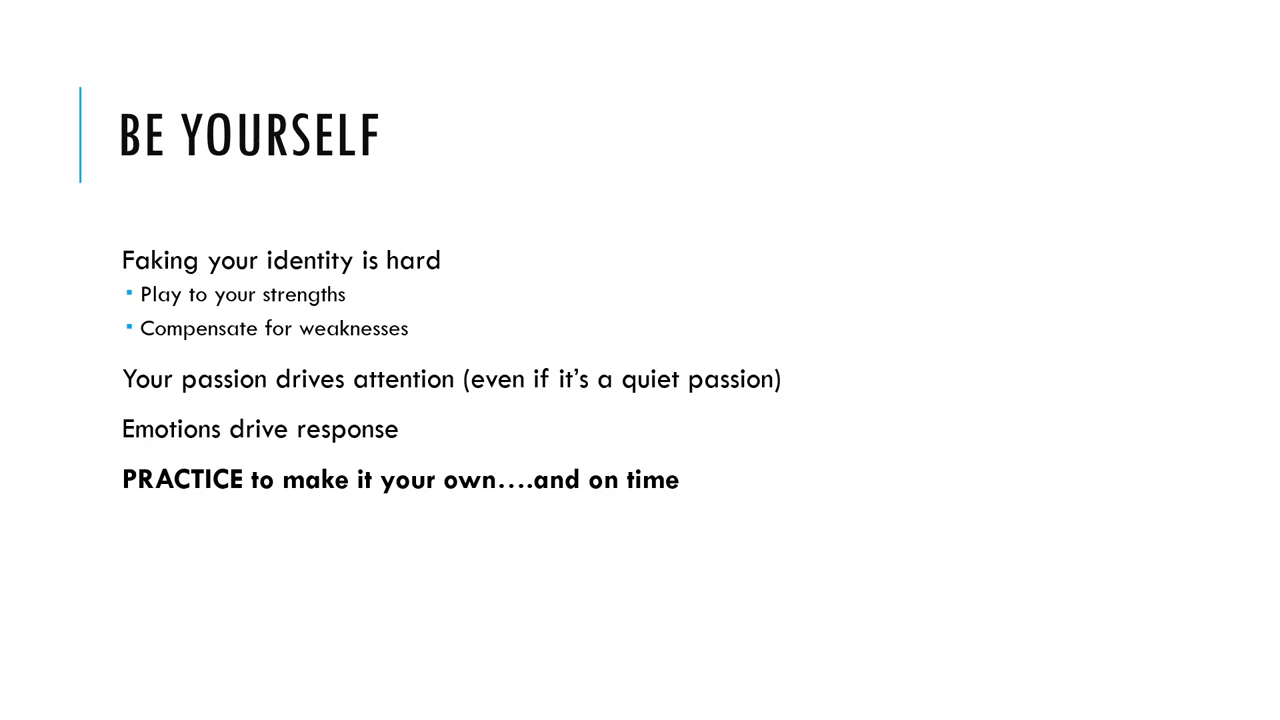 BE YOURSELF
Faking your identity is hard
▪ Play to your strengths
▪ Compensate for weaknesses
Your passion drives attention (even if it’s a quiet passion)
Emotions drive response
PRACTICE to make it your own….and on time